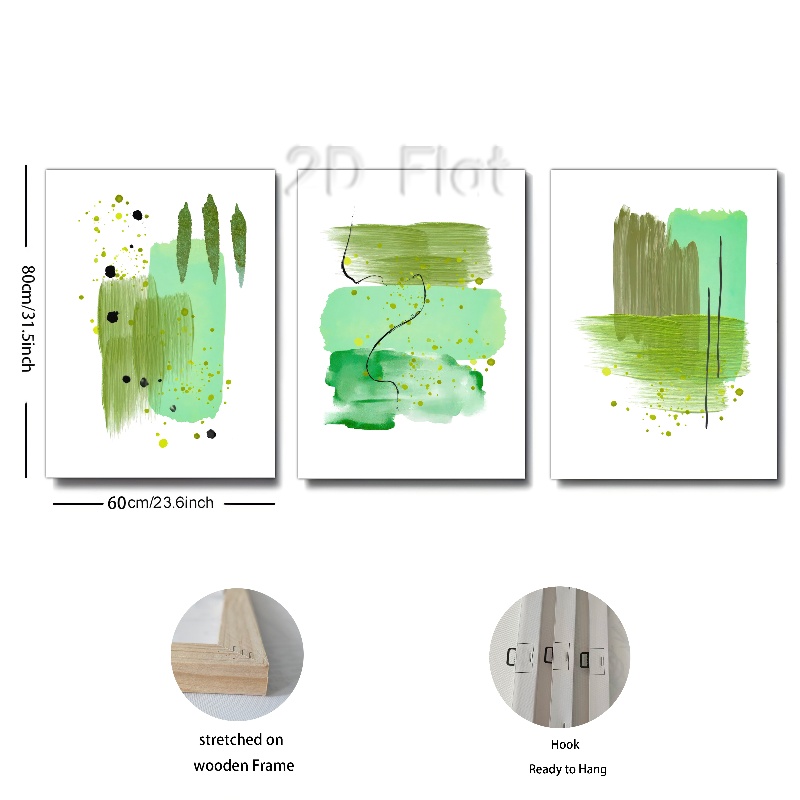 2D Flat
80cm/31.5inch
60cm/23.6inch
stretched on
wooden Frame
Hook
Ready to Hang